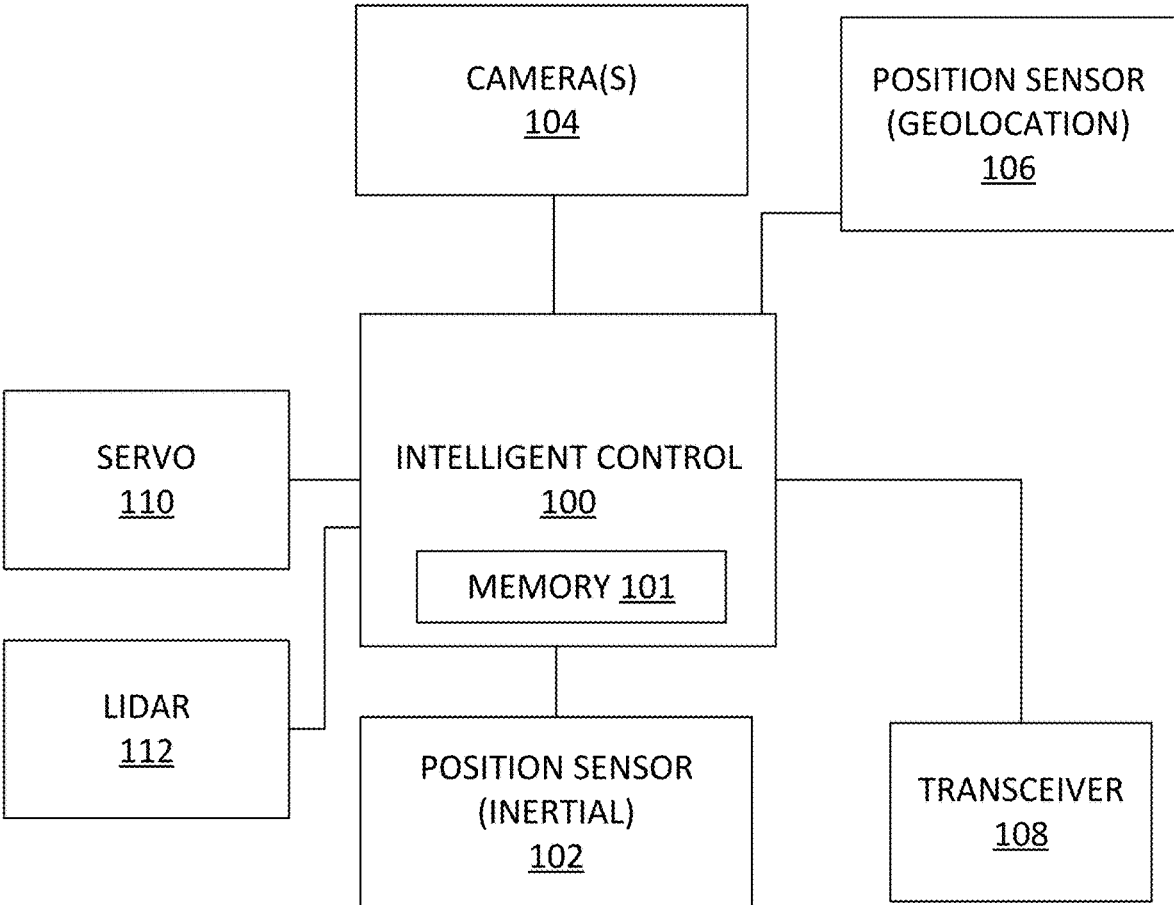 CAMERA(S)
104
POSITION SENSOR
(GEOLOCATION)
106
SERVO
110
INTELLIGENT CONTROL
100
MEMORY 101
LIDAR
112
POSITION SENSOR
(INERTIAL)
102
TRANSCEIVER
108